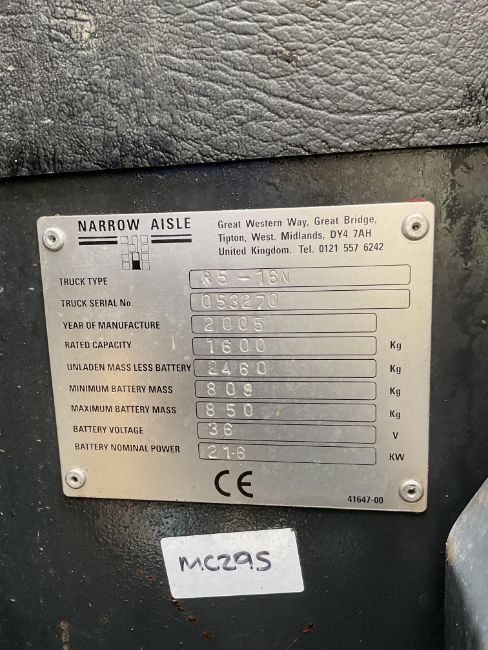 NARROW AISLE
Great Western Way, Great Bridge,
Tipton, West. Midlands, DY4 7AH
United Kingdom. Tel. 0121 557 6242
TRUCK TYPE R5-16N
TRUCK SERIAL No. 053270
YEAR OF MANUFACTURE 2005
RATED CAPACITY 1600 Kg
UNLADEN MASS LESS BATTERY 2460 Kg
MINIMUM BATTERY MASS 809 Kg
MAXIMUM BATTERY MASS 850 Kg
BATTERY VOLTAGE 36 V
BATTERY NOMINAL POWER 21.6 KW
CE
41647-00
MC295